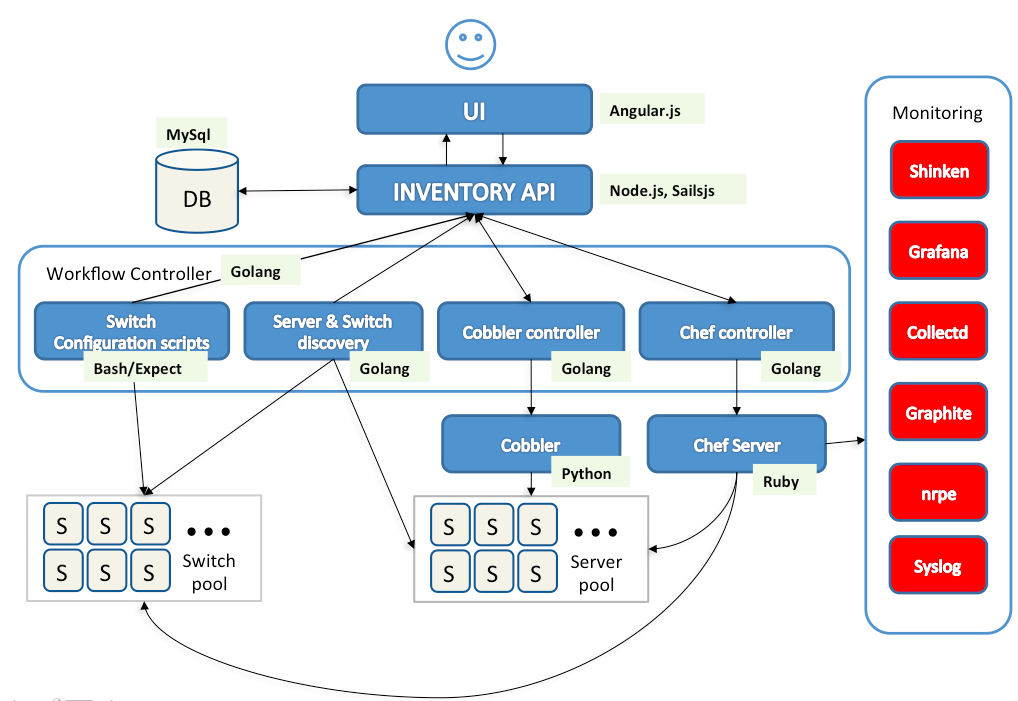 UI
Angular.js
MySql
DB
INVENTORY API
Node.js, Sailsjs
Workflow Controller
Golang
Switch
Configuration scripts
Bash/Expect
Server & Switch
discovery
Golang
Cobbler controller
Golang
Chef controller
Golang
Cobbler
Python
Chef Server
Ruby
S S S
S S S
Switch
pool
S S S
S S S
Server
pool
Monitoring
Shinken
Grafana
Collectd
Graphite
nrpe
Syslog